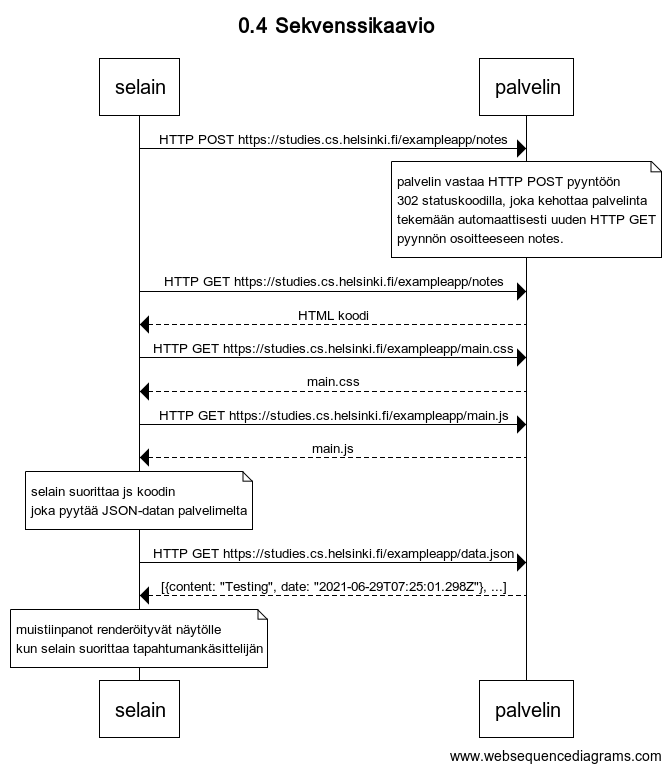 0.4 Sekvenssikaavio
selain
palvelin
HTTP POST https://studies.cs.helsinki.fi/exampleapp/notes
palvelin vastaa HTTP POST pyyntöön
302 statuskoodilla, joka kehottaa palvelinta
tekemään automaattisesti uuden HTTP GET
pyynnön osoitteeseen notes.
HTTP GET https://studies.cs.helsinki.fi/exampleapp/notes
HTML koodi
HTTP GET https://studies.cs.helsinki.fi/exampleapp/main.css
main.css
HTTP GET https://studies.cs.helsinki.fi/exampleapp/main.js
main.js
selain suorittaa js koodin
joka pyytää JSON-datan palvelimelta
HTTP GET https://studies.cs.helsinki.fi/exampleapp/data.json
[{content: "Testing", date: "2021-06-29T07:25:01.298Z"}, ...]
muistiinpanot renderöityvät näytölle
kun selain suorittaa tapahtumankäsittelijän
selain
palvelin
www.websequencediagrams.com